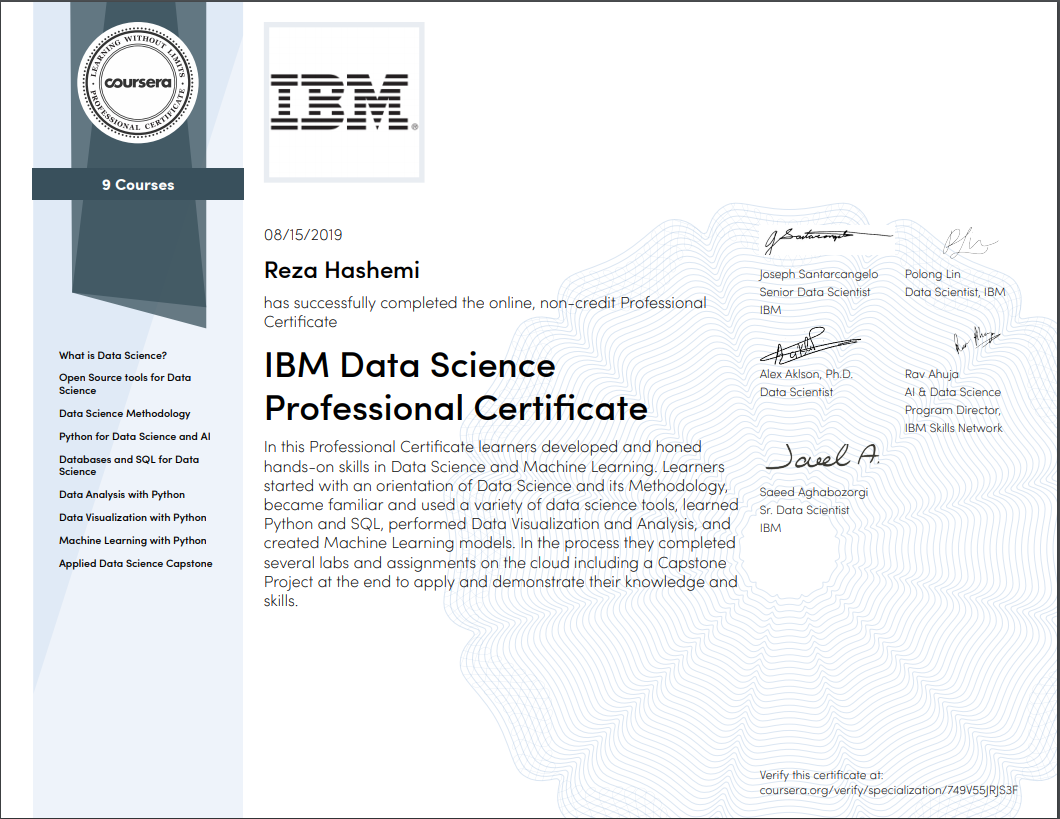 LEARNING WITHOUT LIMITS
coursera
PROFESSIONAL CERTIFICATE
IBM®
9 Courses
08/15/2019
Reza Hashemi
has successfully completed the online, non-credit Professional
Certificate
IBM Data Science
Professional Certificate
In this Professional Certificate learners developed and honed
hands-on skills in Data Science and Machine Learning. Learners
started with an orientation of Data Science and its Methodology,
became familiar and used a variety of data science tools, learned
Python and SQL, performed Data Visualization and Analysis, and
created Machine Learning models. In the process they completed
several labs and assignments on the cloud including a Capstone
Project at the end to apply and demonstrate their knowledge and
skills.
What is Data Science?
Open Source tools for Data
Science
Data Science Methodology
Python for Data Science and AI
Databases and SQL for Data
Science
Data Analysis with Python
Data Visualization with Python
Machine Learning with Python
Applied Data Science Capstone
Joseph Santarcangelo
Senior Data Scientist
IBM
Polong Lin
Data Scientist, IBM
Alex Aklson, Ph.D.
Data Scientist
Rav Ahuja
AI & Data Science
Program Director,
IBM Skills Network
Saeed Aghabozorgi
Sr. Data Scientist
IBM
Verify this certificate at:
coursera.org/verify/specialization/749V55JRJS3F